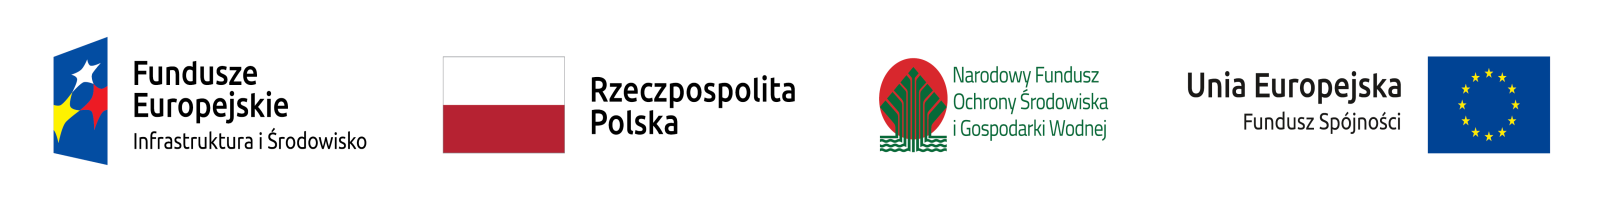 Fundusze
Europejskie
Infrastruktura i Środowisko
Rzeczpospolita
Polska
Narodowy Fundusz
Ochrony Środowiska
i Gospodarki Wodnej
Unia Europejska
Fundusz Spójności